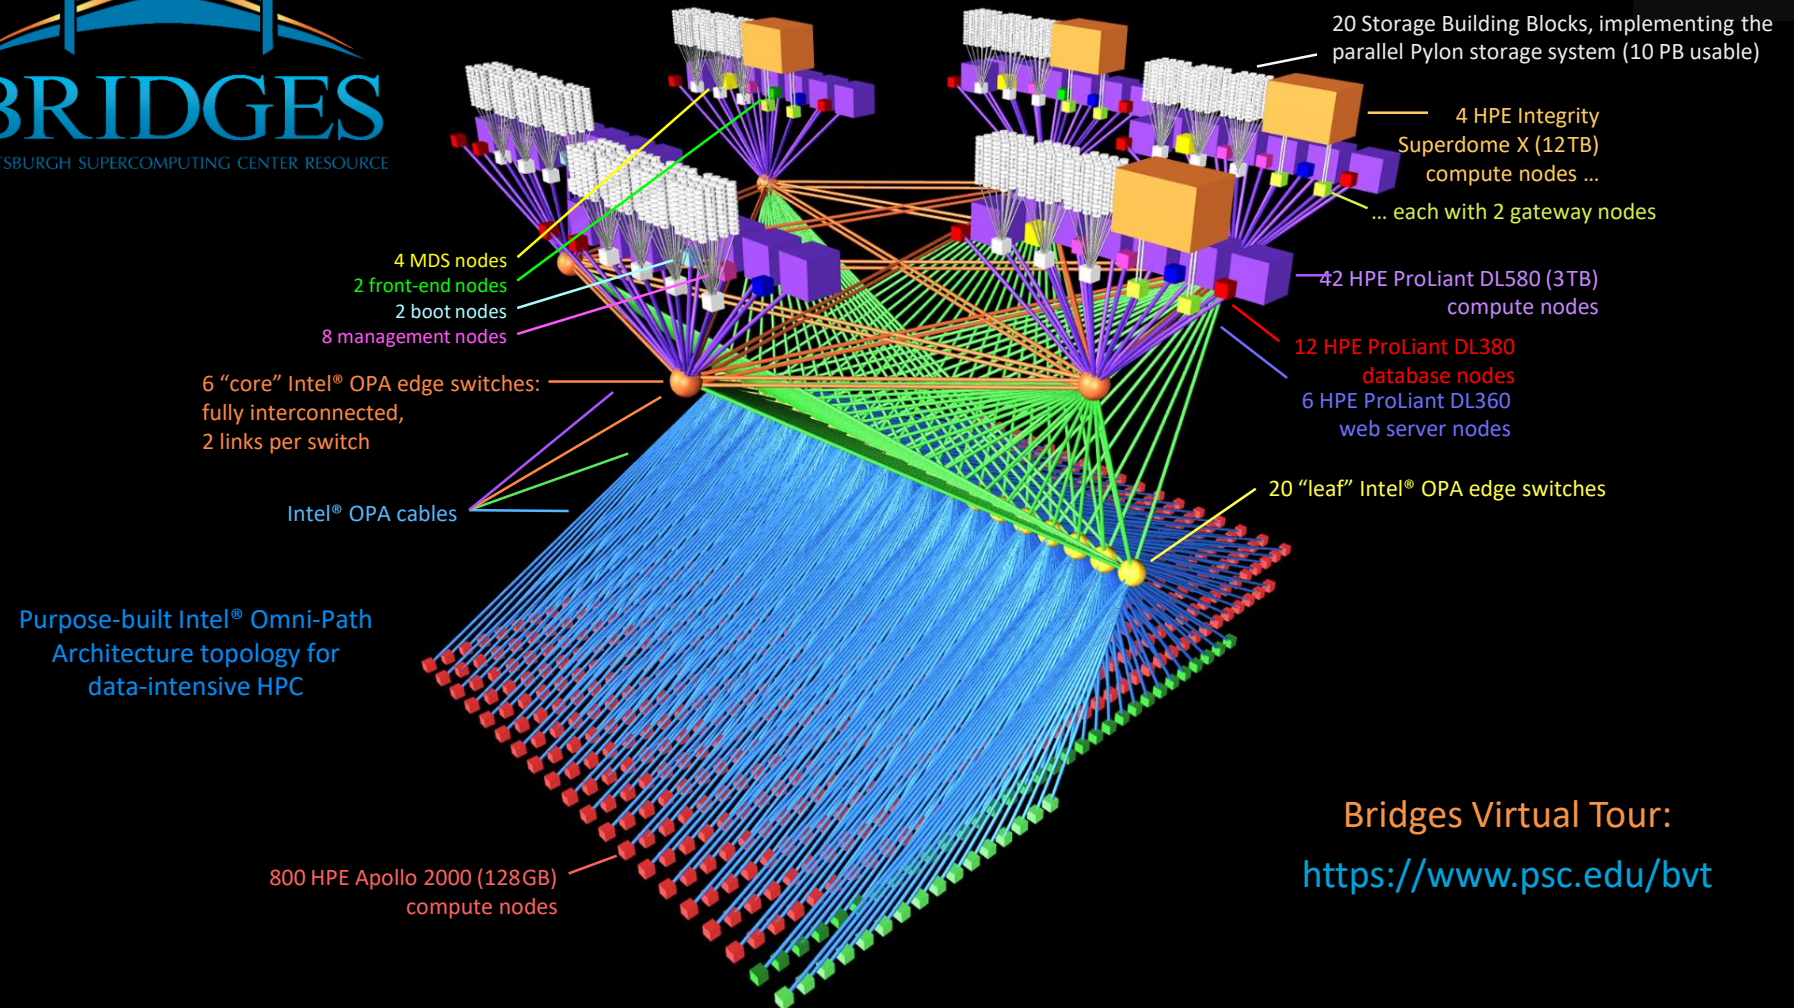 BRIDGES
SBURGH SUPERCOMPUTING CENTER RESOURCE
20 Storage Building Blocks, implementing the
parallel Pylon storage system (10 PB usable)
4 HPE Integrity
Superdome X (12TB)
compute nodes ...
... each with 2 gateway nodes
4 MDS nodes
2 front-end nodes
2 boot nodes
8 management nodes
42 HPE ProLiant DL580 (3TB)
compute nodes
12 HPE ProLiant DL380
database nodes
6 HPE ProLiant DL360
web server nodes
6 “core” Intel® OPA edge switches:
fully interconnected,
2 links per switch
20 “leaf” Intel® OPA edge switches
Intel® OPA cables
Purpose-built Intel® Omni-Path
Architecture topology for
data-intensive HPC
800 HPE Apollo 2000 (128GB)
compute nodes
Bridges Virtual Tour:
https://www.psc.edu/bvt